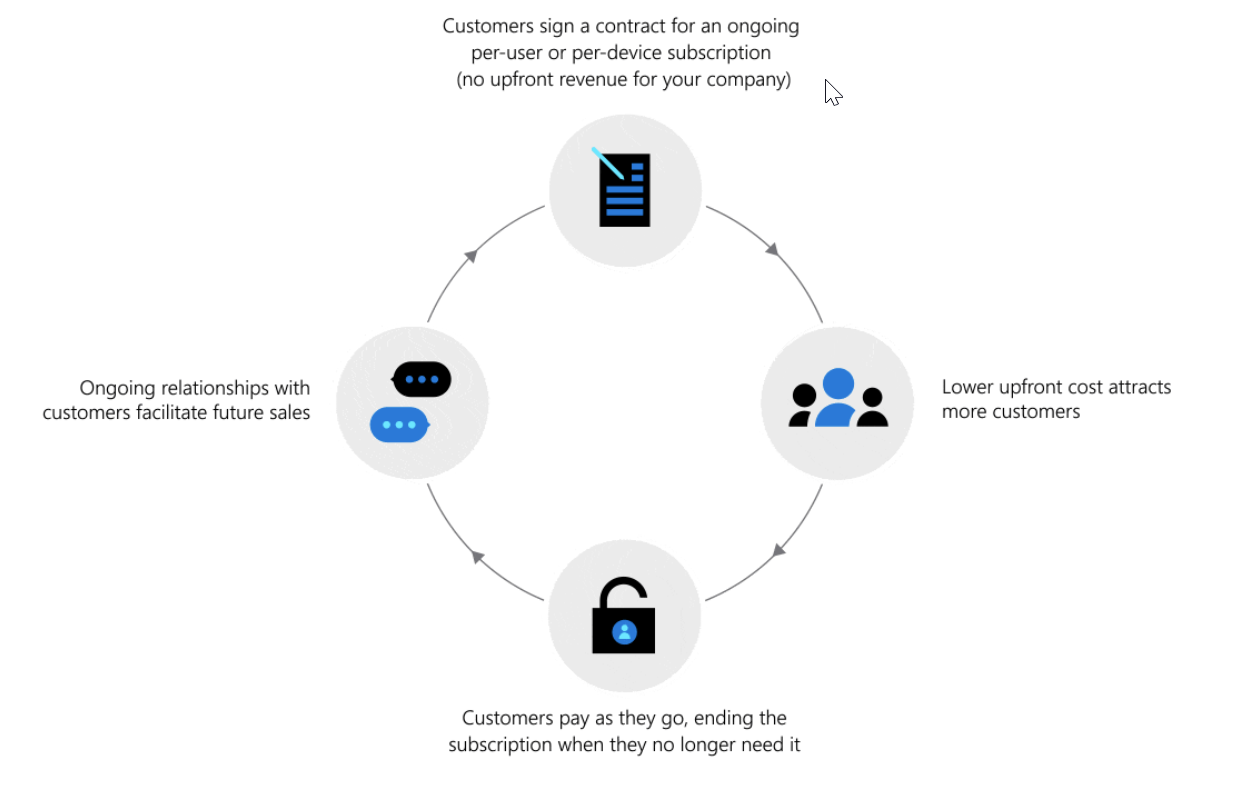 Customers sign a contract for an ongoing
per-user or per-device subscription
(no upfront revenue for your company)
Ongoing relationships with
customers facilitate future sales
Lower upfront cost attracts
more customers
Customers pay as they go, ending the
subscription when they no longer need it